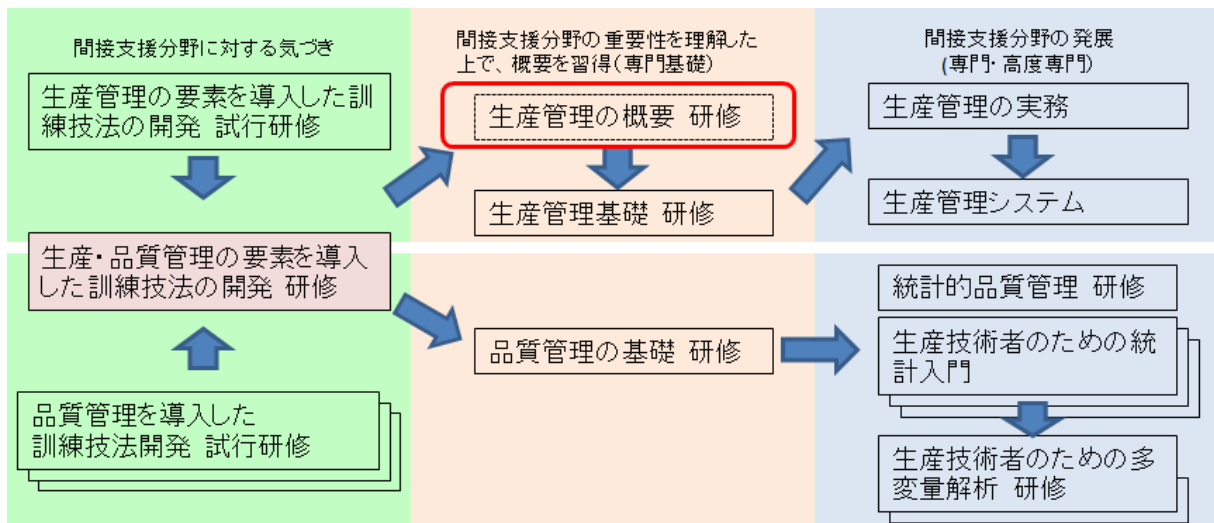 間接支援分野に対する気づき
生産管理の要素を導入した訓
練技法の開発 試行研修
生産・品質管理の要素を導入
した訓練技法の開発 研修
品質管理を導入した
訓練技法開発 試行研修
間接支援分野の重要性を理解した
上で、概要を習得(専門基礎)
生産管理の概要 研修
生産管理基礎 研修
品質管理の基礎 研修
間接支援分野の発展
(専門・高度専門)
生産管理の実務
生産管理システム
統計的品質管理 研修
生産技術者のための統
計入門
生産技術者のための多
変量解析 研修